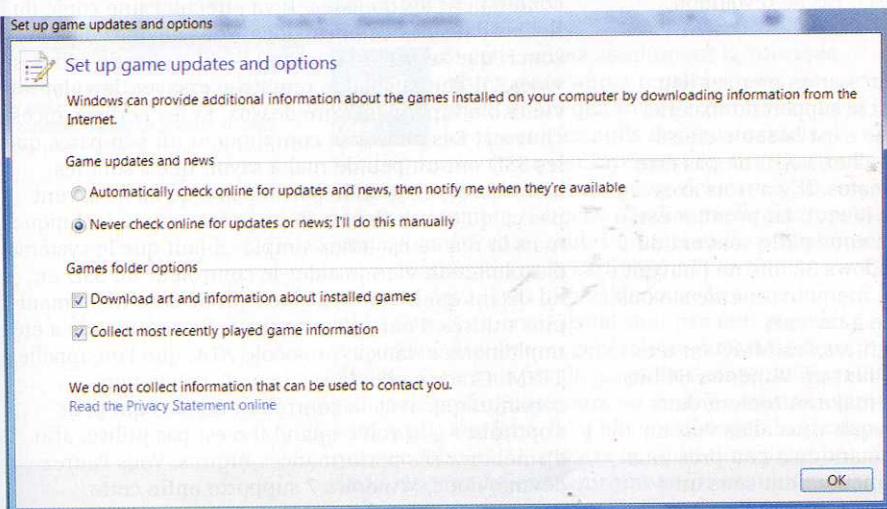 Set up game updates and options
Set up game updates and options
Windows can provide additional information about the games installed on your computer by downloading information from the
Internet.
Game updates and news
Automatically check online for updates and news, then notify me when they're available
Never check online for updates or news; I'll do this manually
Games folder options
Download art and information about installed games
Collect most recently played game information
We do not collect information that can be used to contact you.
Read the Privacy Statement online
OK